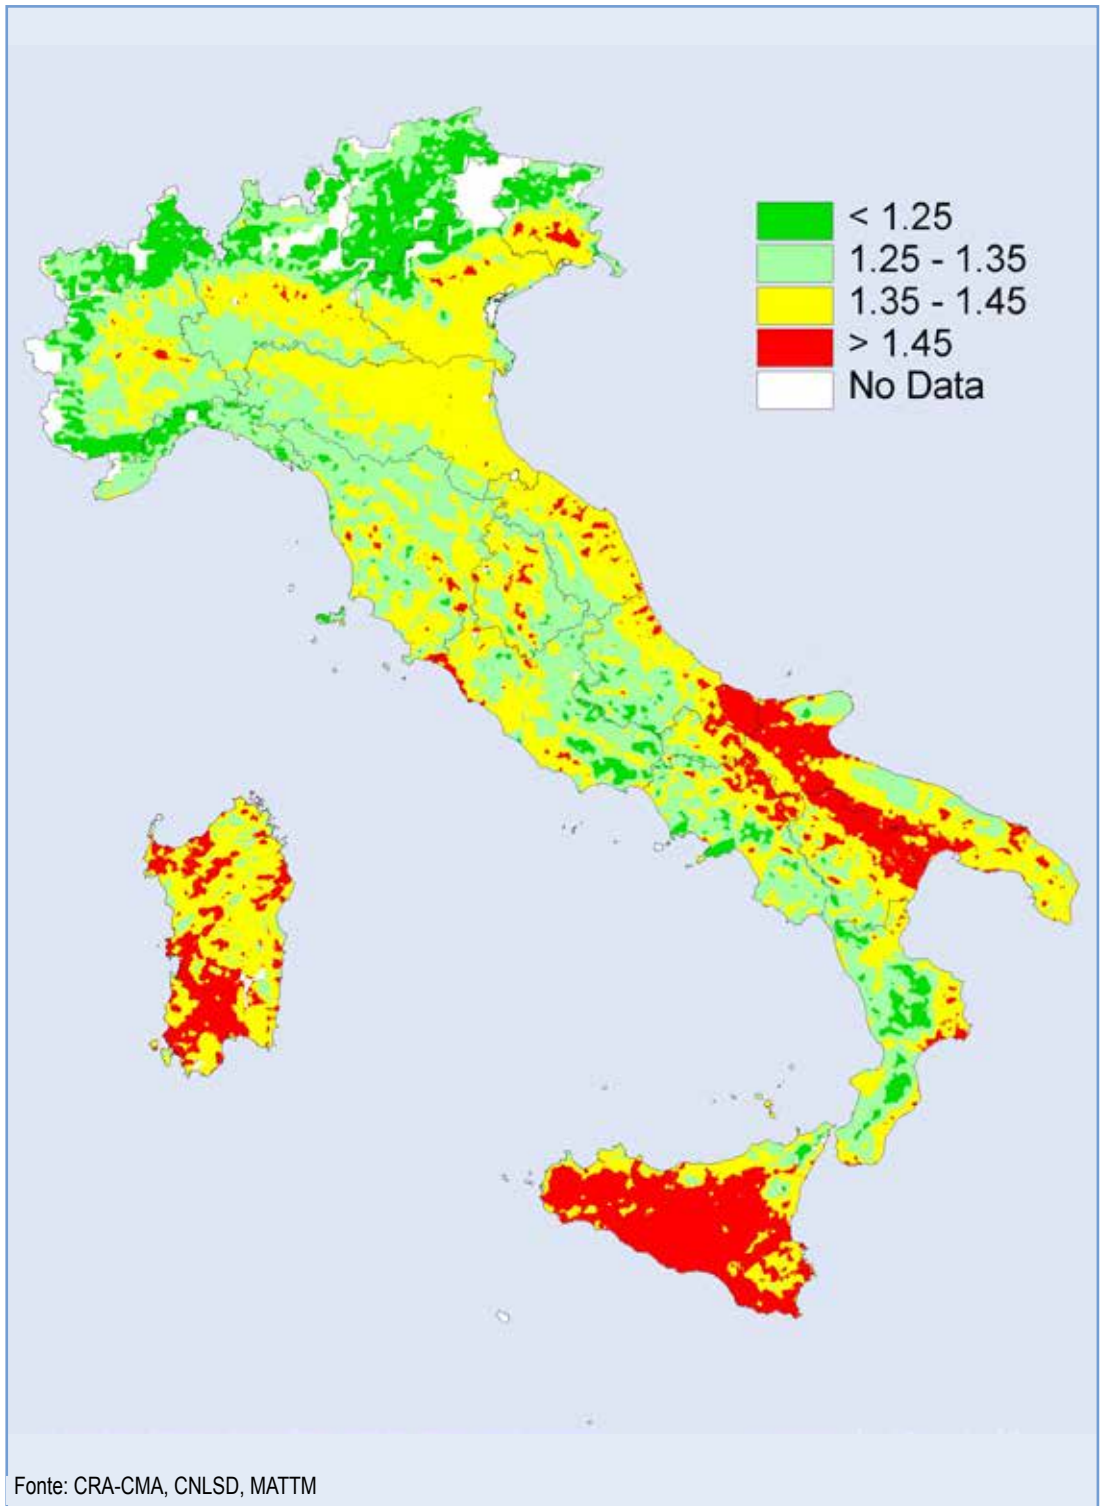 < 1.25
1.25 - 1.35
1.35 - 1.45
> 1.45
No Data
Fonte: CRA-CMA, CNLSD, MATTM